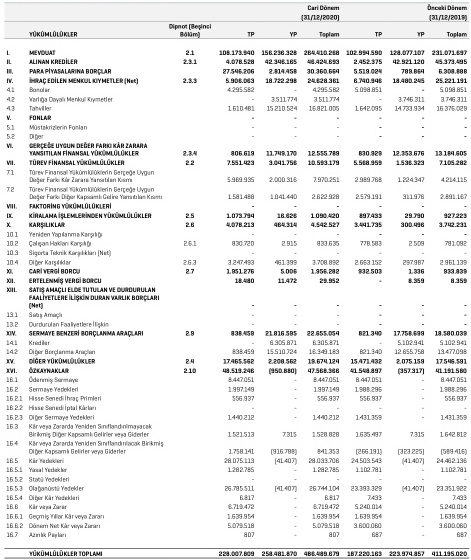 Cari Dönem Önceki Dönem
(31/12/2020) (31/12/2019)
YÜKÜMLÜLÜKLER Dipnot (Beşinci Bölüm) TP YP Toplam TP YP Toplam
I. MEVDUAT 2.1 108.173.940 156.236.328 264.410.268 102.994.590 128.077.107 231.071.697
II. ALINAN KREDİLER 2.3.1 4.078.528 42.346.165 46.424.693 2.452.375 42.921.120 45.373.495
III. PARA PİYASALARINA BORÇLAR 27.546.206 2.814.458 30.360.664 5.519.024 789.864 6.308.888
IV. İHRAÇ EDİLEN MENKUL KIYMETLER (Net) 2.3.3 5.906.063 18.722.298 24.628.361 6.740.946 18.480.245 25.221.191
4.1 Bonolar 4.295.582 - 4.295.582 5.098.851 - 5.098.851
4.2 Varlığa Dayalı Menkul Kıymetler - 3.511.774 3.511.774 - 3.746.311 3.746.311
4.3 Tahviller 1.610.481 15.210.524 16.821.005 1.642.095 14.733.934 16.376.029
V. FONLAR - - - - - -
5.1 Müstakrizlerin Fonları - - - - - -
5.2 Diğer - - - - - -
VI. GERÇEĞE UYGUN DEĞER FARKI KÂR ZARARA
YANSITILAN FİNANSAL YÜKÜMLÜLÜKLER 2.3.4 806.619 11.749.170 12.555.789 830.929 12.353.676 13.184.605
VII. TÜREV FİNANSAL YÜKÜMLÜLÜKLER 2.2 7.551.423 3.041.756 10.593.179 5.568.959 1.536.323 7.105.282
7.1 Türev Finansal Yükümlülüklerin Gerçeğe Uygun
Değer Farkı Kâr Zarara Yansıtılan Kısmı 5.969.935 2.000.316 7.970.251 2.989.768 1.224.347 4.214.115
7.2 Türev Finansal Yükümlülüklerin Gerçeğe Uygun
Değer Farkı Diğer Kapsamlı Gelire Yansıtılan Kısmı 1.581.488 1.041.440 2.622.928 2.579.191 311.976 2.891.167
VIII. FAKTORİNG YÜKÜMLÜLÜKLERİ - - - - - -
IX. KİRALAMA İŞLEMLERİNDEN YÜKÜMLÜLÜKLER 2.5 1.073.794 16.626 1.090.420 897.433 29.790 927.223
X. KARŞILIKLAR 2.6 4.078.213 464.314 4.542.527 3.441.735 300.496 3.742.231
10.1 Yeniden Yapılanma Karşılığı - - - - - -
10.2 Çalışan Hakları Karşılığı 2.6.1 830.720 2.915 833.635 778.583 2.509 781.092
10.3 Sigorta Teknik Karşılıkları (Net) - - - - - -
10.4 Diğer Karşılıklar 2.6.3 3.247.493 461.399 3.708.892 2.663.152 297.987 2.961.139
XI. CARİ VERGİ BORCU 2.7 1.951.276 5.006 1.956.282 932.503 1.336 933.839
XII. ERTELENMİŞ VERGİ BORCU 18.480 11.472 29.952 - 8.359 8.359
XIII. SATIŞ AMAÇLI ELDE TUTULAN VE DURDURULAN
FAALİYETLERE İLİŞKİN DURAN VARLIK BORÇLARI
(Net) - - - - - -
13.1 Satış Amaçlı - - - - - -
13.2 Durdurulan Faaliyetlere İlişkin - - - - - -
XIV. SERMAYE BENZERİ BORÇLANMA ARAÇLARI 2.9 838.459 21.816.595 22.655.054 821.340 17.758.699 18.580.039
14.1 Krediler - 6.305.871 6.305.871 - 5.102.941 5.102.941
14.2 Diğer Borçlanma Araçları 838.459 15.510.724 16.349.183 821.340 12.655.758 13.477.098
XV. DİĞER YÜKÜMLÜLÜKLER 2.4 17.465.562 2.208.562 19.674.124 15.471.432 2.075.159 17.546.591
XVI. ÖZKAYNAKLAR 2.10 48.519.246 (950.880) 47.568.366 41.548.897 (357.317) 41.191.580
16.1 Ödenmiş Sermaye 8.447.051 - 8.447.051 8.447.051 - 8.447.051
16.2 Sermaye Yedekleri 1.997.149 - 1.997.149 1.988.296 - 1.988.296
16.2.1 Hisse Senedi İhraç Primleri 556.937 - 556.937 556.937 - 556.937
16.2.2 Hisse Senedi İptal Kârları - - - - - -
16.2.3 Diğer Sermaye Yedekleri 1.440.212 - 1.440.212 1.431.359 - 1.431.359
16.3 Kâr veya Zararda Yeniden Sınıflandırılmayacak
Birikmiş Diğer Kapsamlı Gelirler veya Giderler 1.521.513 7.315 1.528.828 1.635.497 7.315 1.642.812
16.4 Kâr veya Zararda Yeniden Sınıflandırılacak Birikmiş
Diğer Kapsamlı Gelirler veya Giderler 1.758.141 (916.788) 841.353 (266.191) (323.225) (589.416)
16.5 Kâr Yedekleri 28.075.113 (41.407) 28.033.706 24.503.543 (41.407) 24.462.136
16.5.1 Yasal Yedekler 1.282.785 - 1.282.785 1.102.781 - 1.102.781
16.5.2 Statü Yedekleri - - - - - -
16.5.3 Olağanüstü Yedekler 26.785.511 (41.407) 26.744.104 23.393.329 (41.407) 23.351.922
16.5.4 Diğer Kâr Yedekleri 6.817 - 6.817 7.433 - 7.433
16.6 Kâr veya Zarar 6.719.472 - 6.719.472 5.240.014 - 5.240.014
16.6.1 Geçmiş Yıllar Kâr veya Zararı 1.639.954 - 1.639.954 1.639.954 - 1.639.954
16.6.2 Dönem Net Kâr veya Zararı 5.079.518 - 5.079.518 3.600.060 - 3.600.060
16.7 Azınlık Payları 807 - 807 687 - 687
YÜKÜMLÜLÜKLER TOPLAMI 228.007.809 258.481.870 486.489.679 187.220.163 223.974.857 411.195.020